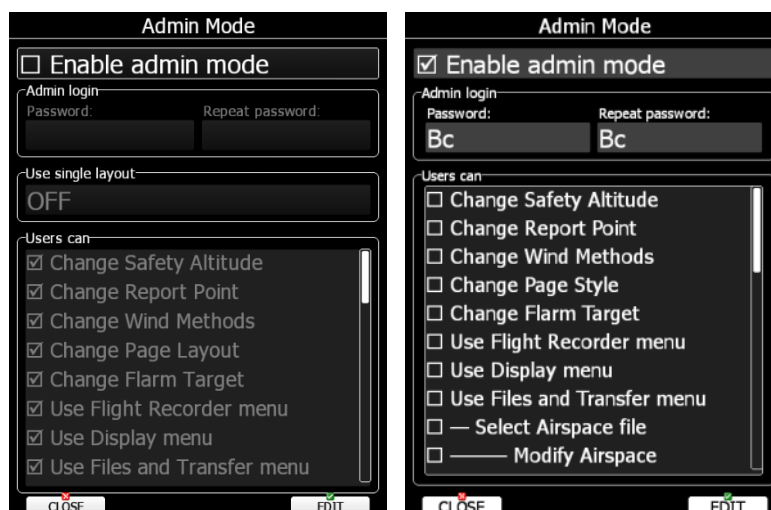 Admin Mode
☐ Enable admin mode
Admin login
Password: Repeat password:
Use single layout
OFF
Users can
☑ Change Safety Altitude
☑ Change Report Point
☑ Change Wind Methods
☑ Change Page Layout
☑ Change Flarm Target
☑ Use Flight Recorder menu
☑ Use Display menu
☑ Use Files and Transfer menu
CLOSE EDIT
Admin Mode
☑ Enable admin mode
Admin login
Password: Repeat password:
Bc Bc
Users can
☐ Change Safety Altitude
☐ Change Report Point
☐ Change Wind Methods
☐ Change Page Style
☐ Change Flarm Target
☐ Use Flight Recorder menu
☐ Use Display menu
☐ Use Files and Transfer menu
☐ — Select Airspace file
☐ ——— Modify Airspace
CLOSE EDIT